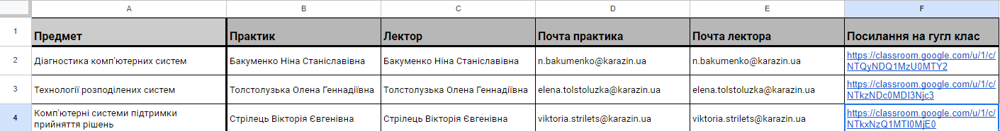 A B C D E F
1 Предмет Практик Лектор Почта практика Почта лектора Посилання на гугл клас
2 Діагностика комп'ютерних систем Бакуменко Ніна Станіславівна Бакуменко Ніна Станіславівна n.bakumenko@karazin.ua n.bakumenko@karazin.ua https://classroom.google.com/u/1/c/
NTQyNDQ1MzU0MTY2
3 Технології розподілених систем Толстолузька Олена Геннадіївна Толстолузька Олена Геннадіївна elena.tolstoluzka@karazin.ua elena.tolstoluzka@karazin.ua https://classroom.google.com/u/1/c/
NTkzNDc0MDI3Njc3
4 Комп'ютерні системи підтримки
прийняття рішень Стрілець Вікторія Євгенівна Стрілець Вікторія Євгенівна viktoria.strilets@karazin.ua viktoria.strilets@karazin.ua https://classroom.google.com/u/1/c/
NTkxNzQ1MTI0MjE0